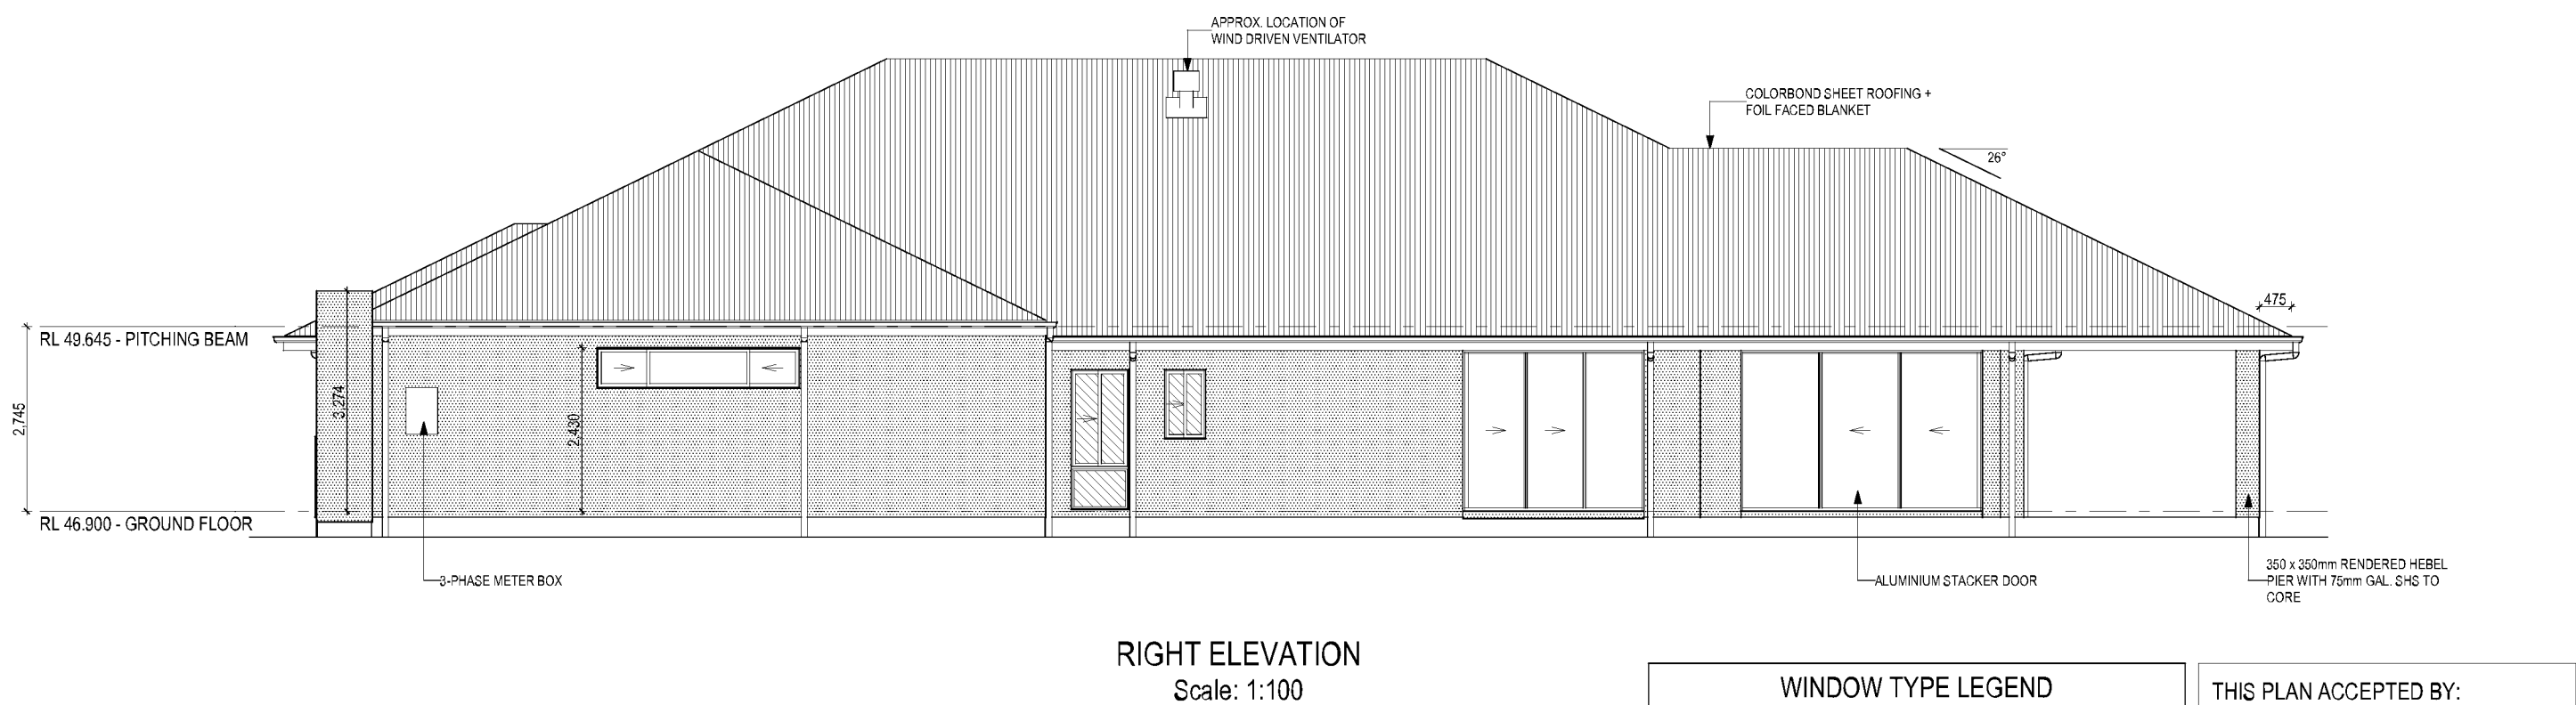 APPROX. LOCATION OF
WIND DRIVEN VENTILATOR
COLORBOND SHEET ROOFING +
FOIL FACED BLANKET
26°
475
RL 49.645 - PITCHING BEAM
2,745
3,274
2,430
RL 46.900 - GROUND FLOOR
3-PHASE METER BOX
ALUMINIUM STACKER DOOR
350 x 350mm RENDERED HEBEL
PIER WITH 75mm GAL. SHS TO
CORE
RIGHT ELEVATION
Scale: 1:100
WINDOW TYPE LEGEND
THIS PLAN ACCEPTED BY: